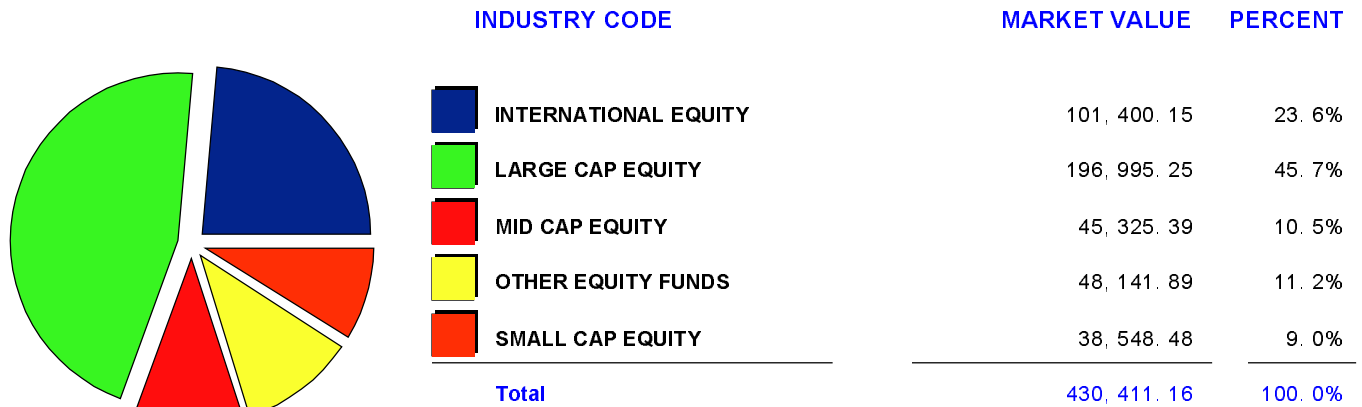 INDUSTRY CODE MARKET VALUE PERCENT
INTERNATIONAL EQUITY 101, 400. 15 23. 6%
LARGE CAP EQUITY 196, 995. 25 45. 7%
MID CAP EQUITY 45, 325. 39 10. 5%
OTHER EQUITY FUNDS 48, 141. 89 11. 2%
SMALL CAP EQUITY 38, 548. 48 9. 0%
Total 430, 411. 16 100. 0%